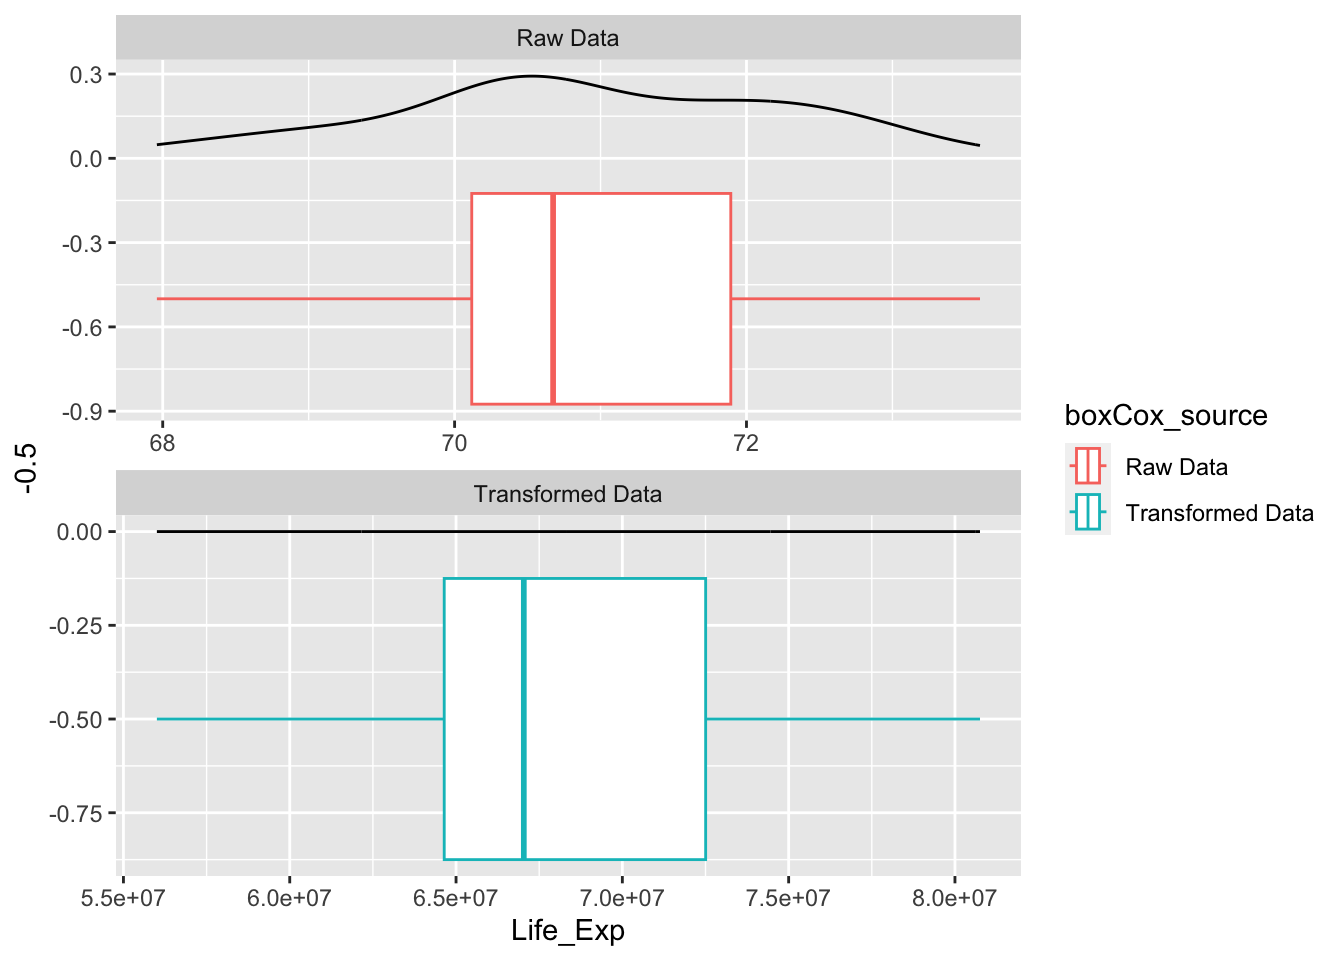 Raw Data
0.3
0.0
-0.3
-0.6
-0.9
68 70 72
-0.5
Transformed Data
0.00
-0.25
-0.50
-0.75
5.5e+07 6.0e+07 6.5e+07 7.0e+07 7.5e+07 8.0e+07
Life_Exp
boxCox_source
Raw Data
Transformed Data